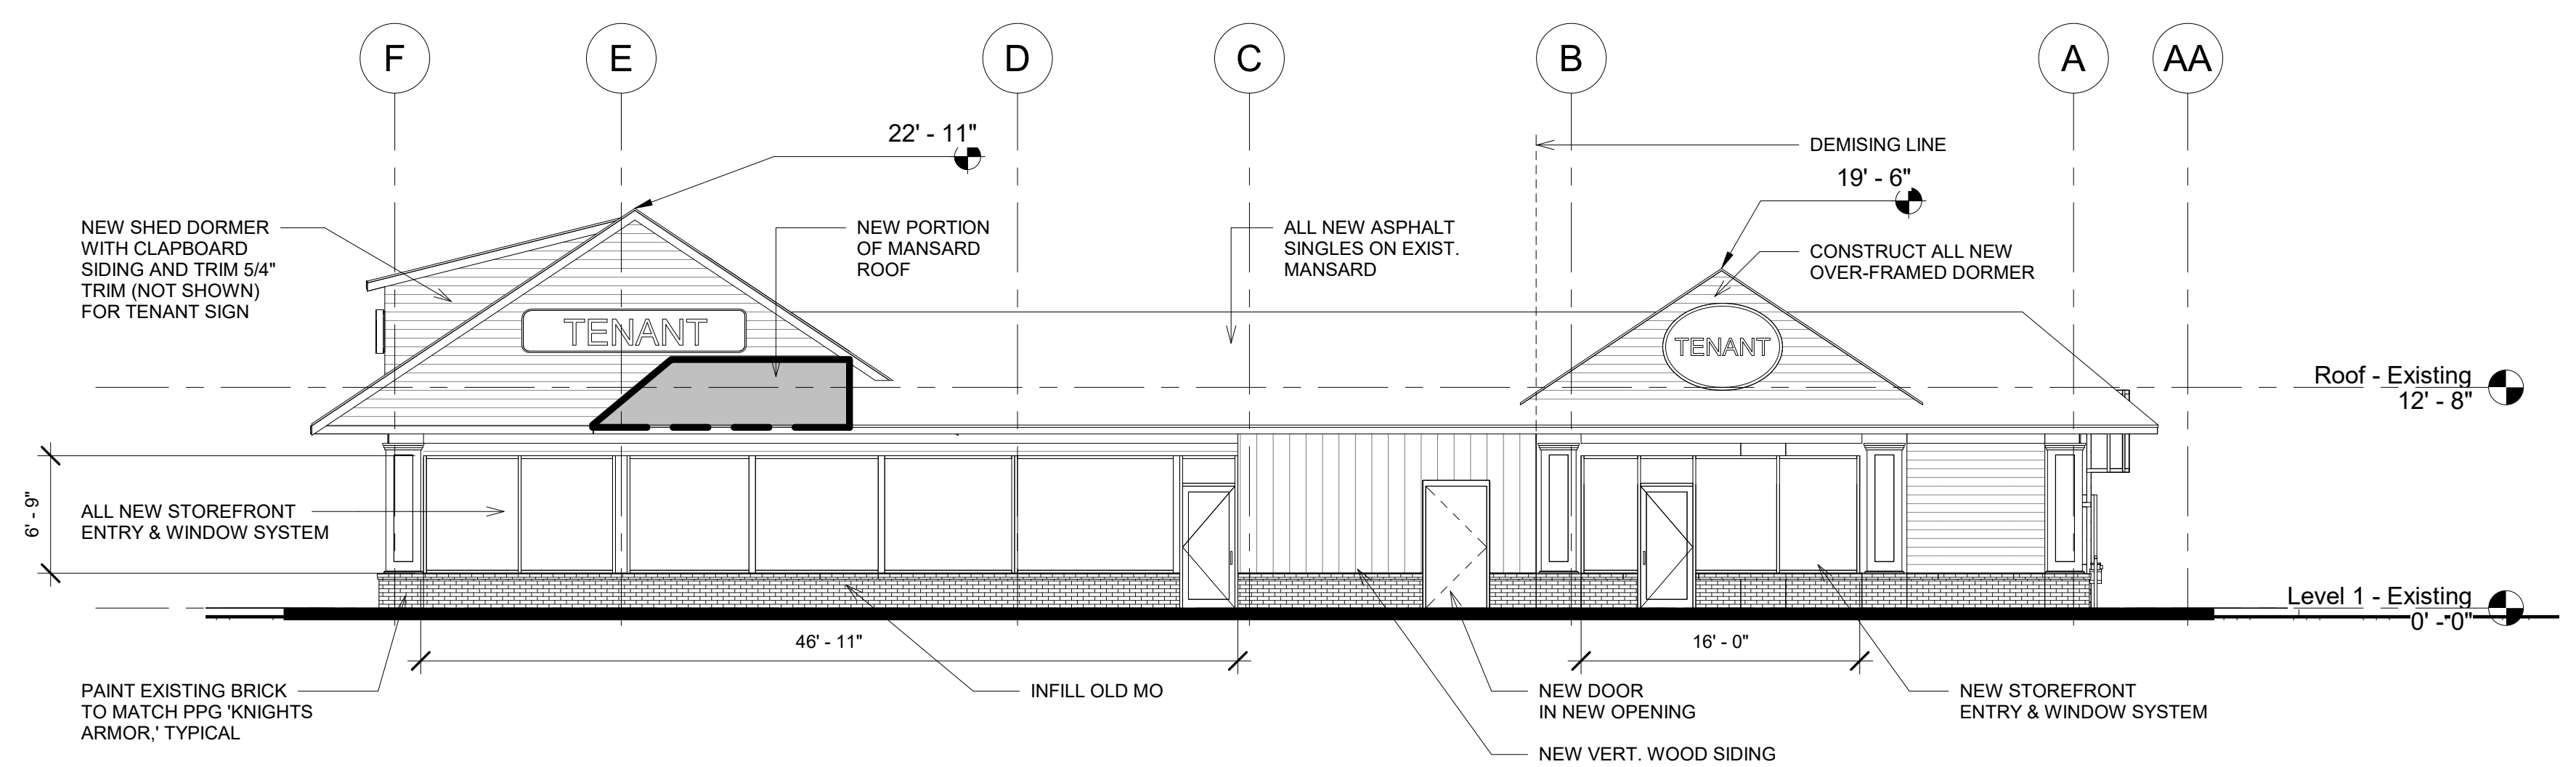 F
E
D
C
B
A
AA
22' - 11"
DEMISING LINE
19' - 6"
NEW SHED DORMER
WITH CLAPBOARD
SIDING AND TRIM 5/4"
TRIM (NOT SHOWN)
FOR TENANT SIGN
NEW PORTION
OF MANSARD
ROOF
ALL NEW ASPHALT
SINGLES ON EXIST.
MANSARD
CONSTRUCT ALL NEW
OVER-FRAMED DORMER
TENANT
TENANT
Roof - Existing
12' - 8"
6' - 9"
ALL NEW STOREFRONT
ENTRY & WINDOW SYSTEM
Level 1 - Existing
0' - 0"
46' - 11"
16' - 0"
PAINT EXISTING BRICK
TO MATCH PPG 'KNIGHTS
ARMOR,' TYPICAL
INFILL OLD MO
NEW DOOR
IN NEW OPENING
NEW STOREFRONT
ENTRY & WINDOW SYSTEM
NEW VERT. WOOD SIDING